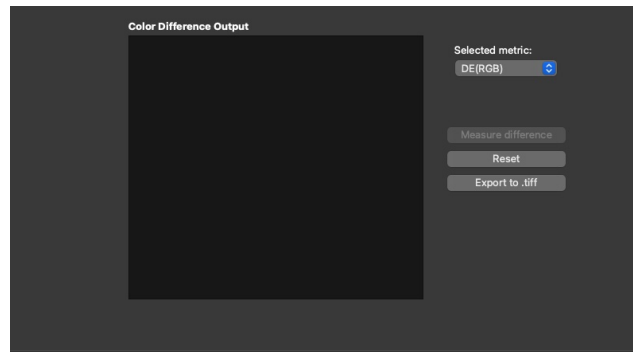 Color Difference Output
Selected metric:
DE(RGB)
Measure difference
Reset
Export to .tiff